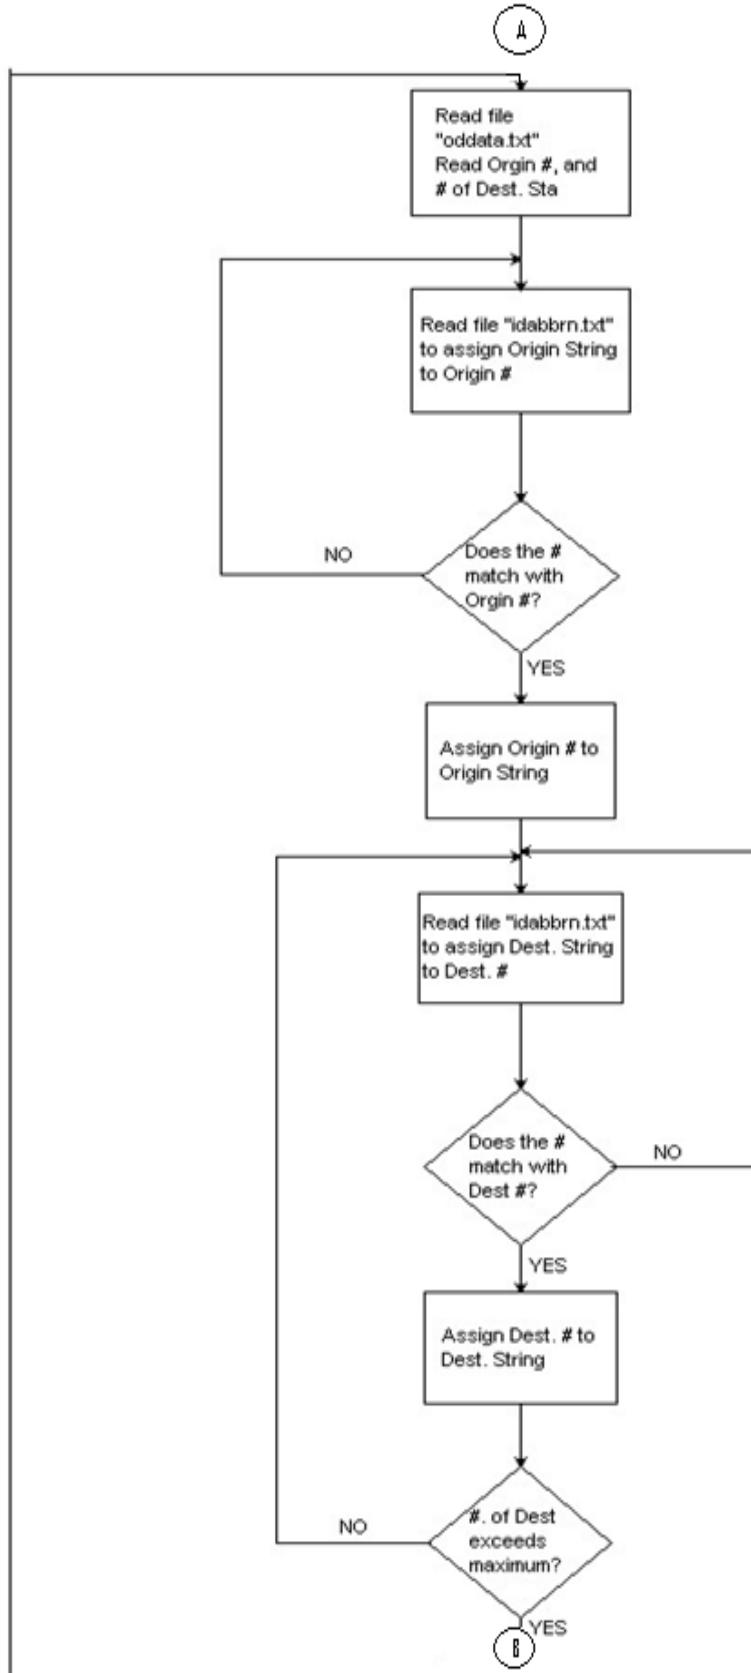 A
Read file
"oddata.txt"
Read Orgin #, and
# of Dest. Sta
Read file "idabbrn.txt"
to assign Origin String
to Origin #
NO
Does the #
match with
Orgin #?
YES
Assign Origin # to
Origin String
Read file "idabbrn.txt"
to assign Dest. String
to Dest. #
Does the #
match with
Dest #?
NO
YES
Assign Dest. # to
Dest. String
NO
#. of Dest
exceeds
maximum?
YES
B